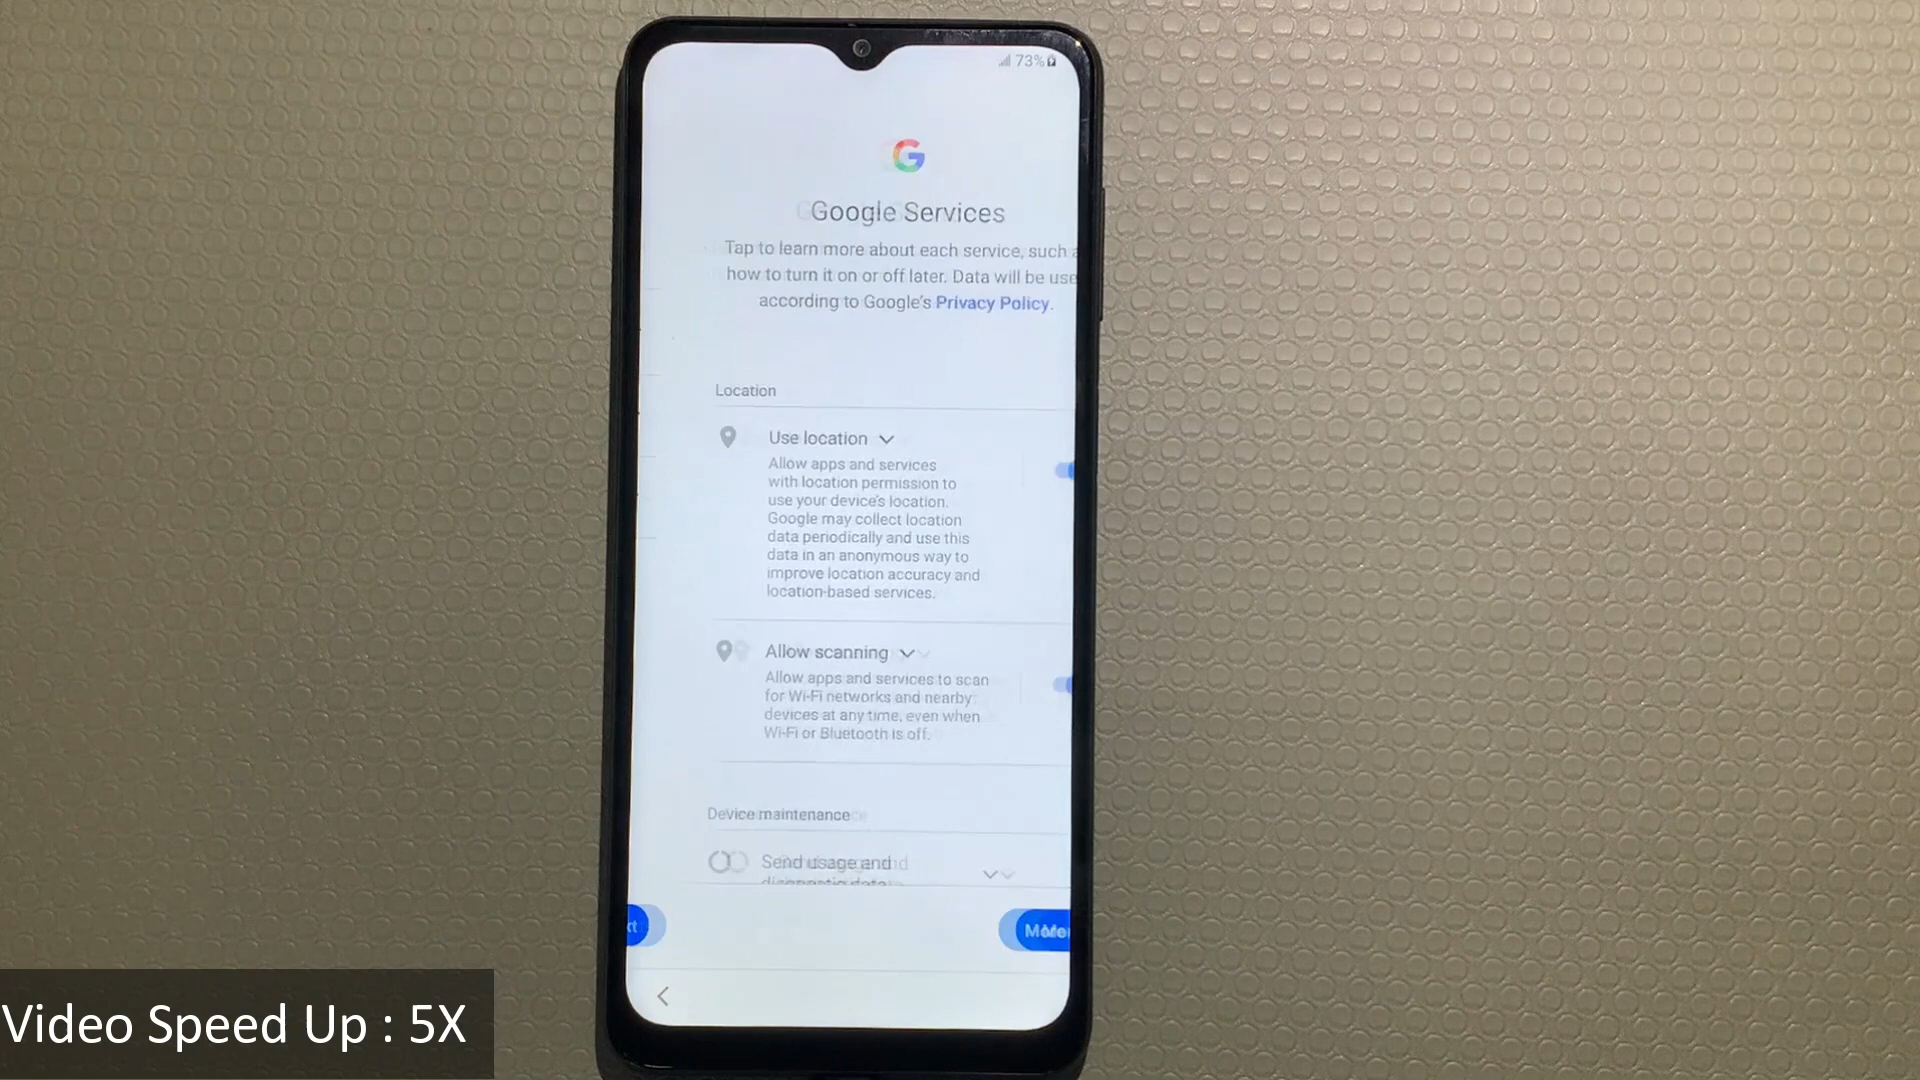 73%
G
Google Services
Tap to learn more about each service, such a
how to turn it on or off later. Data will be use
according to Google's Privacy Policy.
Location
Use location
Allow apps and services
with location permission to
use your device's location.
Google may collect location
data periodically and use this
data in an anonymous way to
improve location accuracy and
location-based services.
Allow scanning
Allow apps and services to scan
for Wi-Fi networks and nearby
devices at any time, even when
Wi-Fi or Bluetooth is off.
Device maintenance
Send usage and
diagnostic data
xt
More
Video Speed Up : 5X